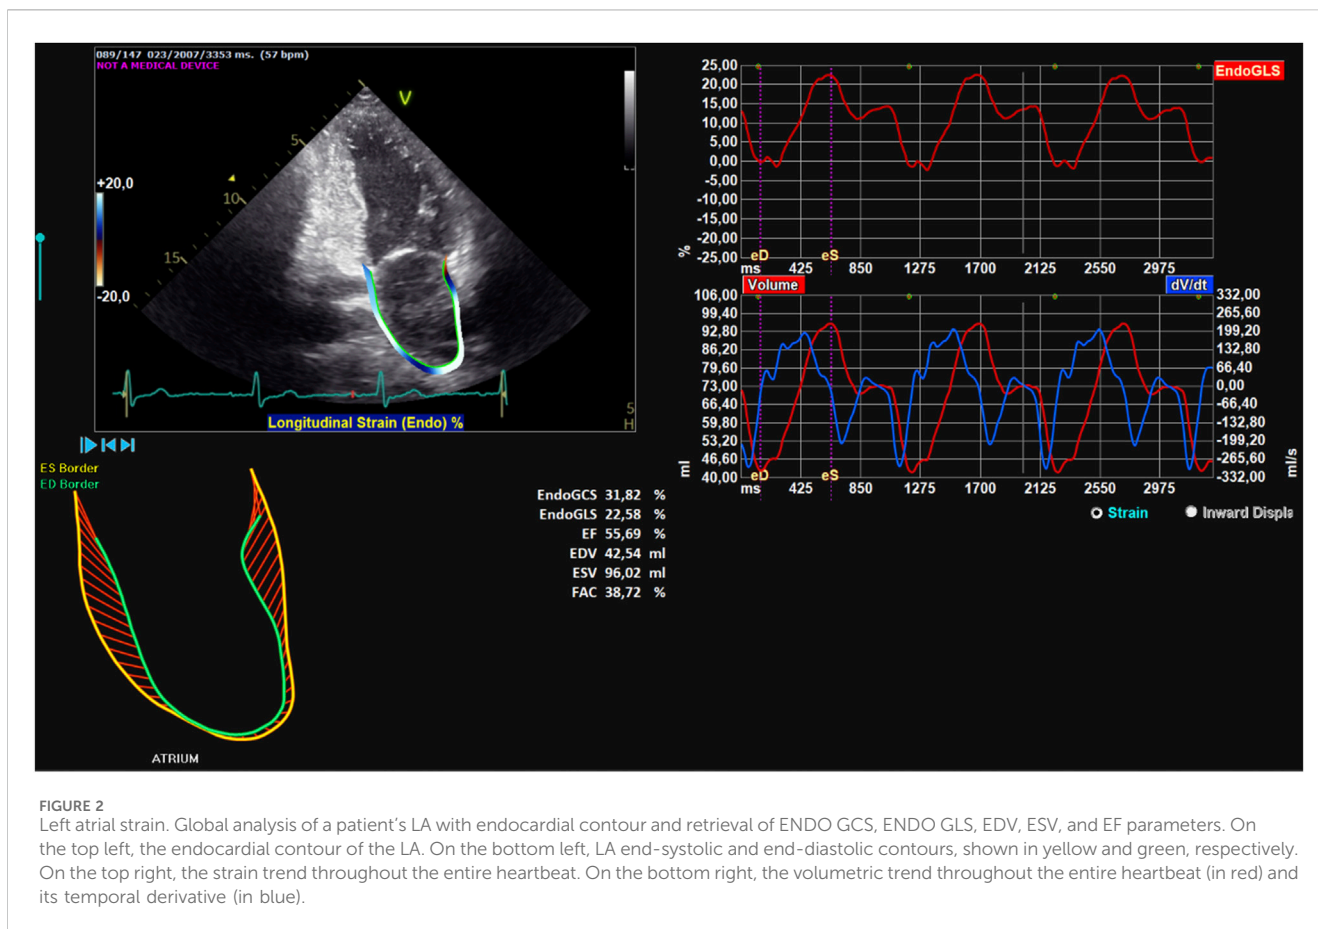 089/147 023/2007/3353 ms. (57 bpm)
NOT A MEDICAL DEVICE
V
5
10
15
+20,0
-20,0
5
H
Longitudinal Strain (Endo) %
ES Border
ED Border
ATRIUM
EndoGCS 31,82 %
EndoGLS 22,58 %
EF 55,69 %
EDV 42,54 ml
ESV 96,02 ml
FAC 38,72 %
EndoGLS
25,00
20,00
15,00
10,00
5,00
0,00
-5,00
-10,00
-15,00
-20,00
-25,00
%
eD eS
ms 425 850 1275 1700 2125 2550 2975
Volume dV/dt
106,00 332,00
99,40 265,60
92,80 199,20
86,20 132,80
79,60 66,40
73,00 0,00
66,40 -66,40
59,80 -132,80
53,20 -199,20
46,60 -265,60
40,00 -332,00
ml ml/s
eD eS
ms 425 850 1275 1700 2125 2550 2975
Strain Inward Displa
FIGURE 2
Left atrial strain. Global analysis of a patient's LA with endocardial contour and retrieval of ENDO GCS, ENDO GLS, EDV, ESV, and EF parameters. On
the top left, the endocardial contour of the LA. On the bottom left, LA end-systolic and end-diastolic contours, shown in yellow and green, respectively.
On the top right, the strain trend throughout the entire heartbeat. On the bottom right, the volumetric trend throughout the entire heartbeat (in red) and
its temporal derivative (in blue).